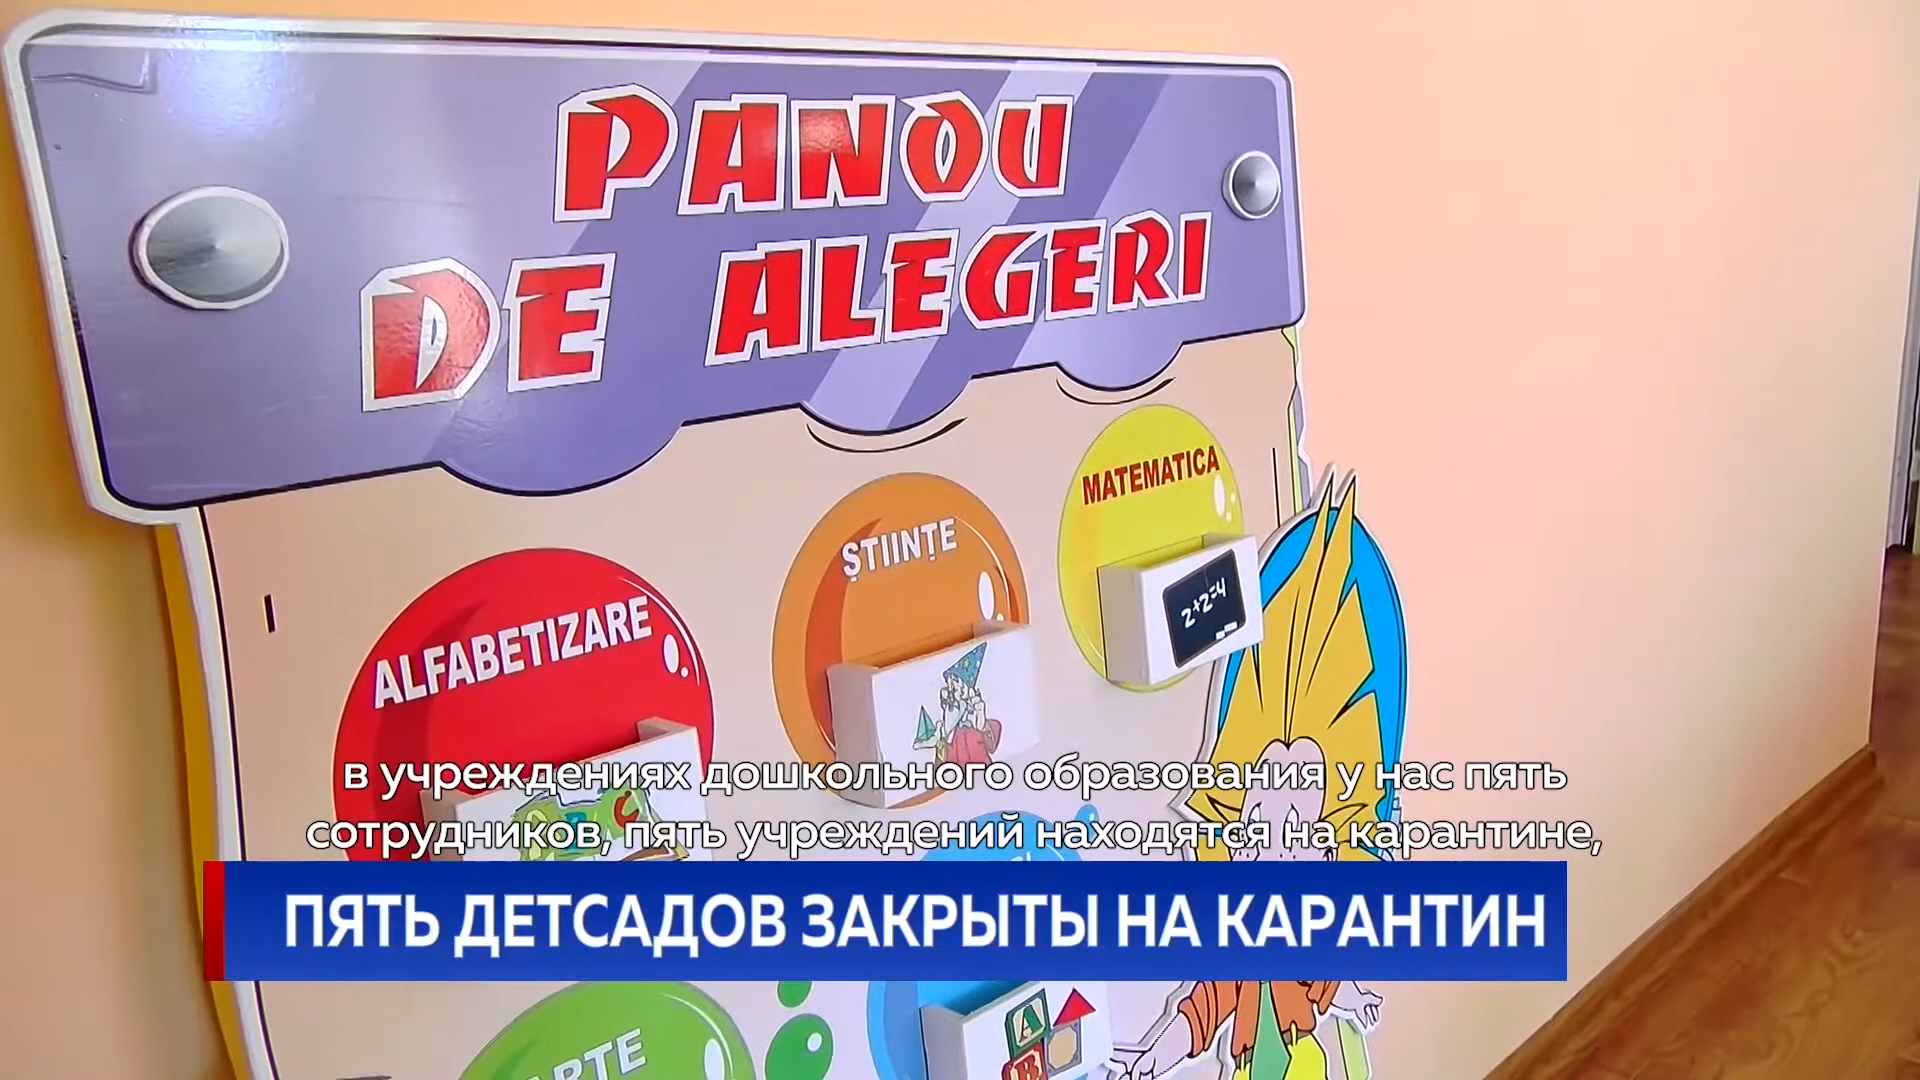 PANOU
DE ALEGERI
MATEMATICA
ȘTIINȚE
2+2=4
ALFABETIZARE
в учреждениях дошкольного образования у нас пять
сотрудников, пять учреждений находятся на карантине,
ПЯТЬ ДЕТСАДОВ ЗАКРЫТЫ НА КАРАНТИН
ARTE
A
B